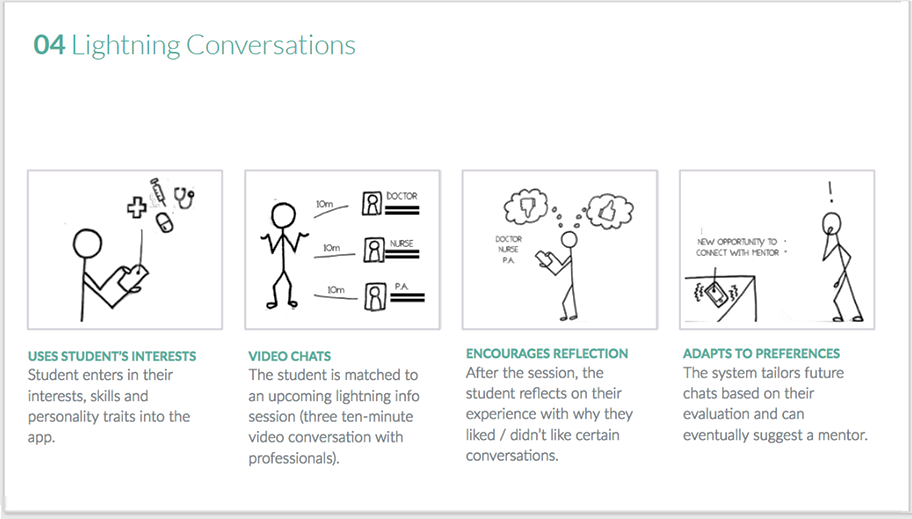 04 Lightning Conversations
10m
DOCTOR
10m
NURSE
10m
P.A.
DOCTOR
NURSE
P.A.
!
NEW OPPORTUNITY TO
CONNECT WITH MENTOR
USES STUDENT'S INTERESTS
Student enters in their
interests, skills and
personality traits into the
app.
VIDEO CHATS
The student is matched to
an upcoming lightning info
session (three ten-minute
video conversation with
professionals).
ENCOURAGES REFLECTION
After the session, the
student reflects on their
experience with why they
liked / didn't like certain
conversations.
ADAPTS TO PREFERENCES
The system tailors future
chats based on their
evaluation and can
eventually suggest a mentor.